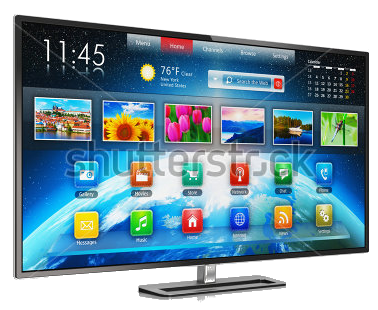 Menu Home Channels Browse Settings
11:45
76°F Clear
New York
United States
Search the Web
Calendar
shutterstock
Gallery Movies Store Network Chat Phone
Messages Music Home Internet News Settings